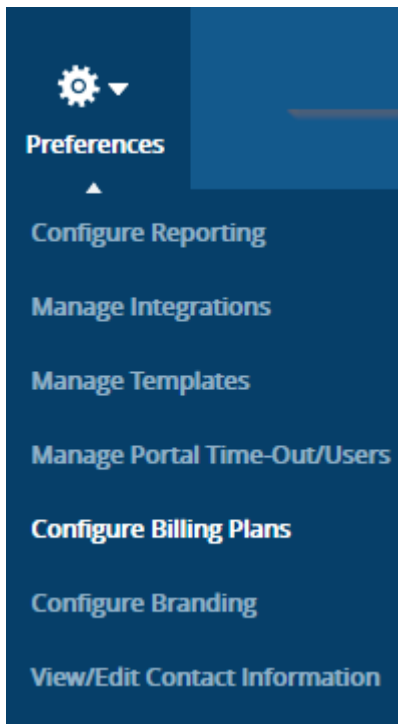 Preferences
Configure Reporting
Manage Integrations
Manage Templates
Manage Portal Time-Out/Users
Configure Billing Plans
Configure Branding
View/Edit Contact Information